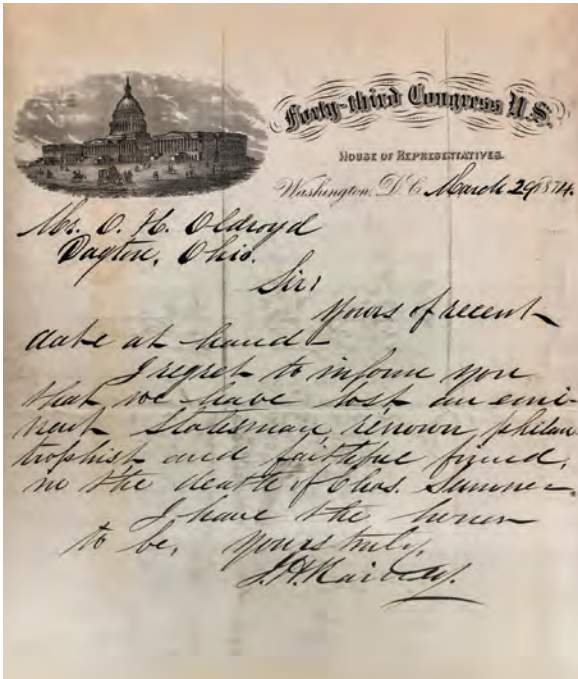 Forty-third Congress U.S.
House of Representatives.
Washington, D.C. March 29 1874.
Mr. O. H. Oldroyd
Dayton, Ohio.
Sir:
Yours of recent
date at hand
I regret to inform you
that we have lost an emi-
nent statesman, renown philan
trophist and faithful friend,
in the death of Chas. Sumner.
I have the honor
to be, yours truly,
J. H. Rainey.